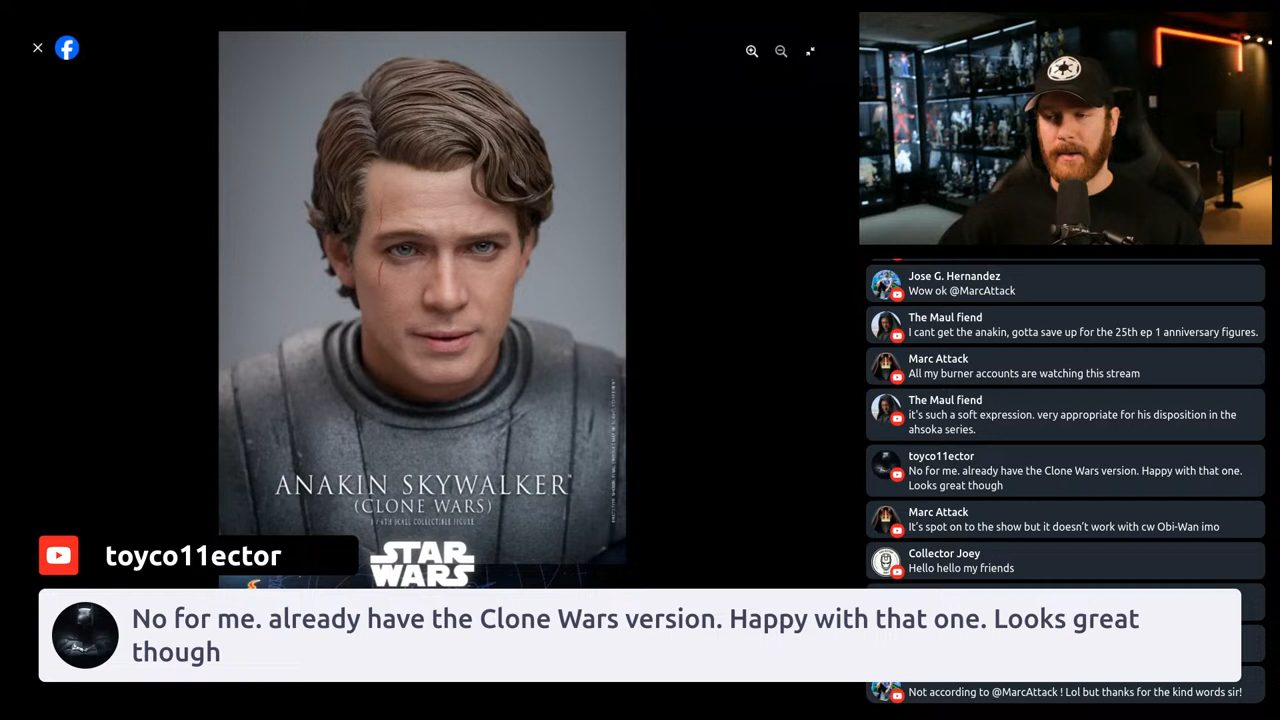 ANAKIN SKYWALKER
(CLONE WARS)
1/6TH SCALE COLLECTIBLE FIGURE
STAR
WARS
toyco11ector
No for me. already have the Clone Wars version. Happy with that one. Looks great
though
Jose G. Hernandez
Wow ok @MarcAttack
The Maul fiend
I cant get the anakin, gotta save up for the 25th ep 1 anniversary figures.
Marc Attack
All my burner accounts are watching this stream
The Maul fiend
it's such a soft expression. very appropriate for his disposition in the
ahsoka series.
toyco11ector
No for me. already have the Clone Wars version. Happy with that one.
Looks great though
Marc Attack
It's spot on to the show but it doesn't work with cw Obi-Wan imo
Collector Joey
Hello hello my friends
Not according to @MarcAttack ! Lol but thanks for the kind words sir!